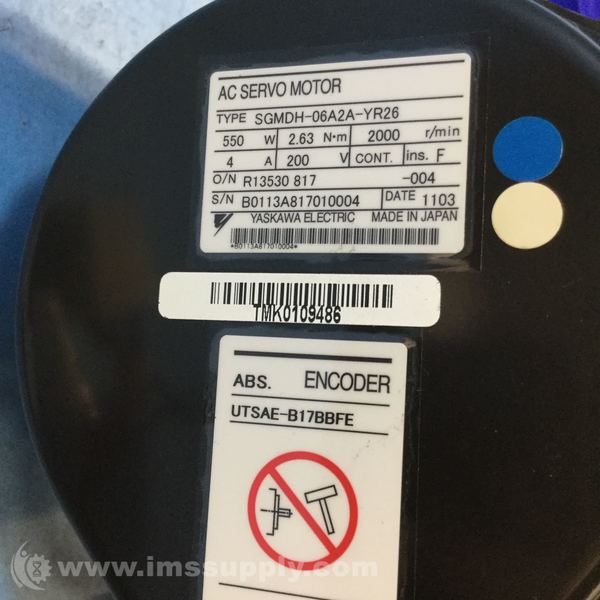 AC SERVO MOTOR
TYPE SGMDH-06A2A-YR26
550 W 2.63 N·m 2000 r/min
4 A 200 V CONT. ins. F
O/N R13530 817 -004
S/N B0113A817010004 DATE 1103
YASKAWA ELECTRIC MADE IN JAPAN
*B0113A817010004*
TMK0109486
ABS. ENCODER
UTSAE-B17BBFE
www.imssupply.com